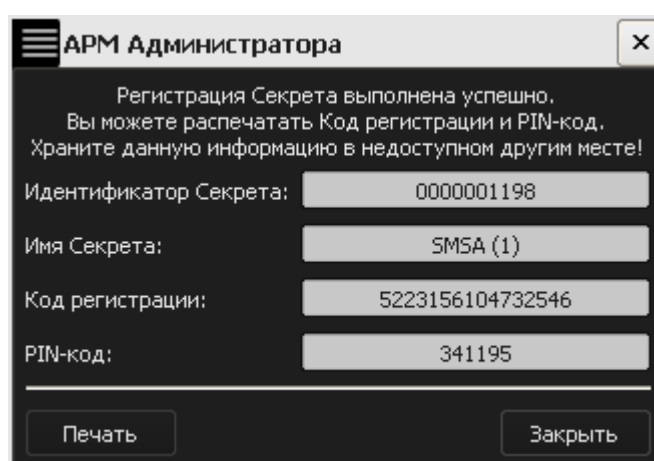 АРМ Администратора
Регистрация Секрета выполнена успешно.
Вы можете распечатать Код регистрации и PIN-код.
Храните данную информацию в недоступном другим месте!
Идентификатор Секрета: 0000001198
Имя Секрета: SMSA (1)
Код регистрации: 5223156104732546
PIN-код: 341195
Печать Закрыть